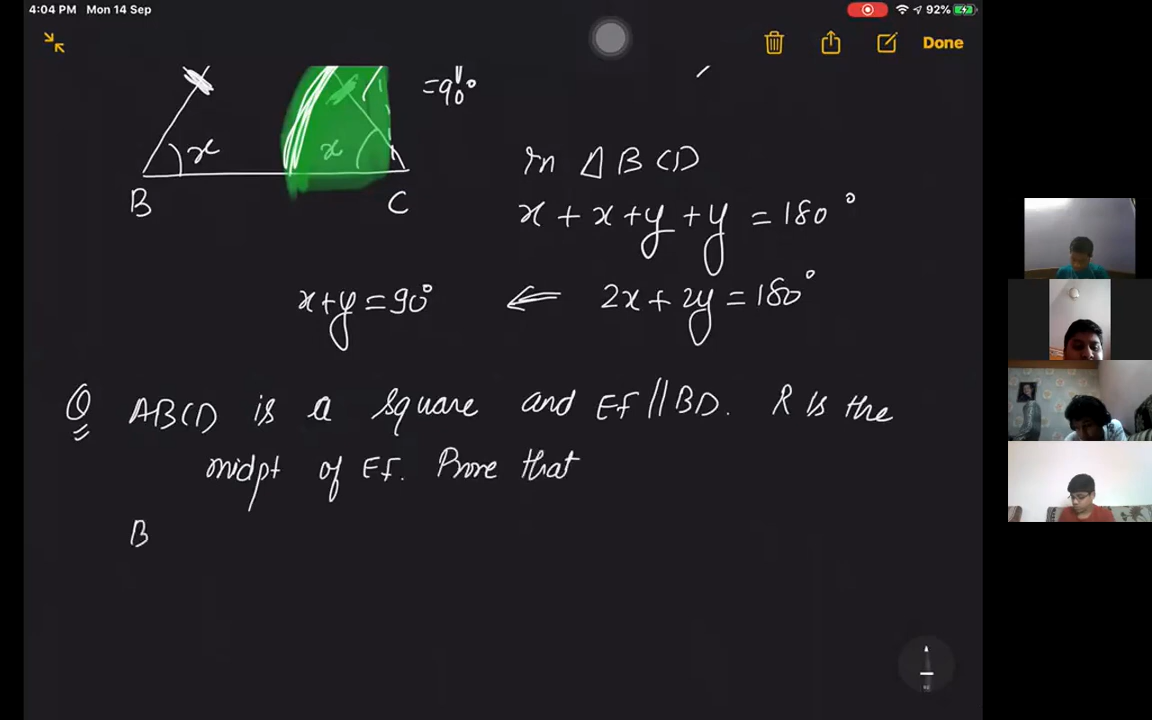 4:04 PM Mon 14 Sep
92%
Done
x
x
=90°
B
C
In △BCD
x + x + y + y = 180°
x+y = 90° ⇐ 2x + 2y = 180°
Q ABCD is a square and EF // BD. R is the
midpt of EF. Prove that
B